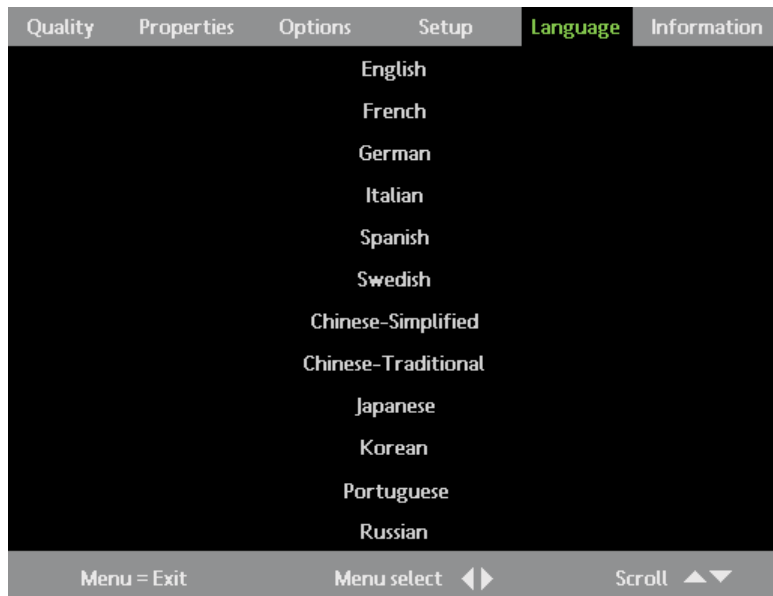 Quality Properties Options Setup Language Information
English
French
German
Italian
Spanish
Swedish
Chinese-Simplified
Chinese-Traditional
Japanese
Korean
Portuguese
Russian
Menu = Exit Menu select Scroll